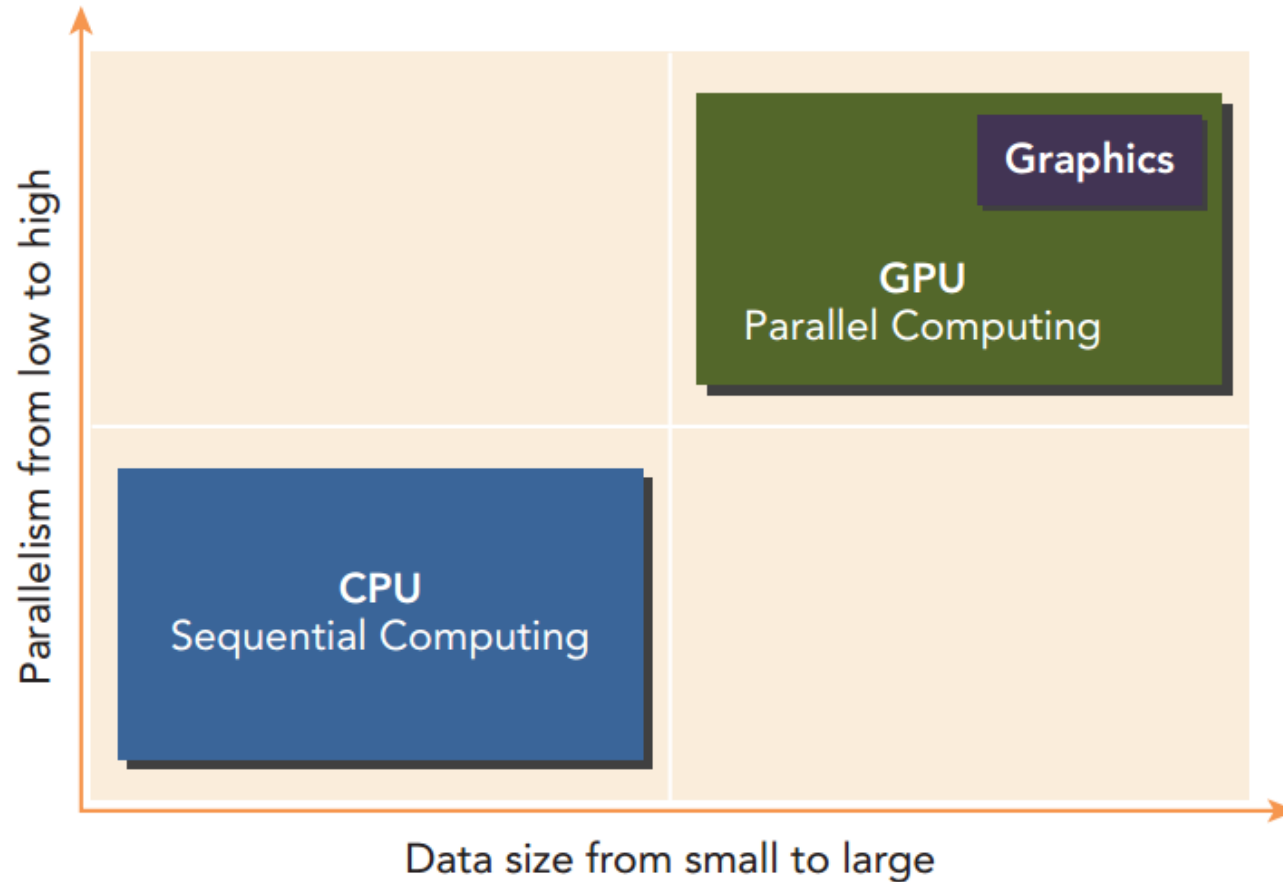 Parallelism from low to high
Graphics
GPU
Parallel Computing
CPU
Sequential Computing
Data size from small to large